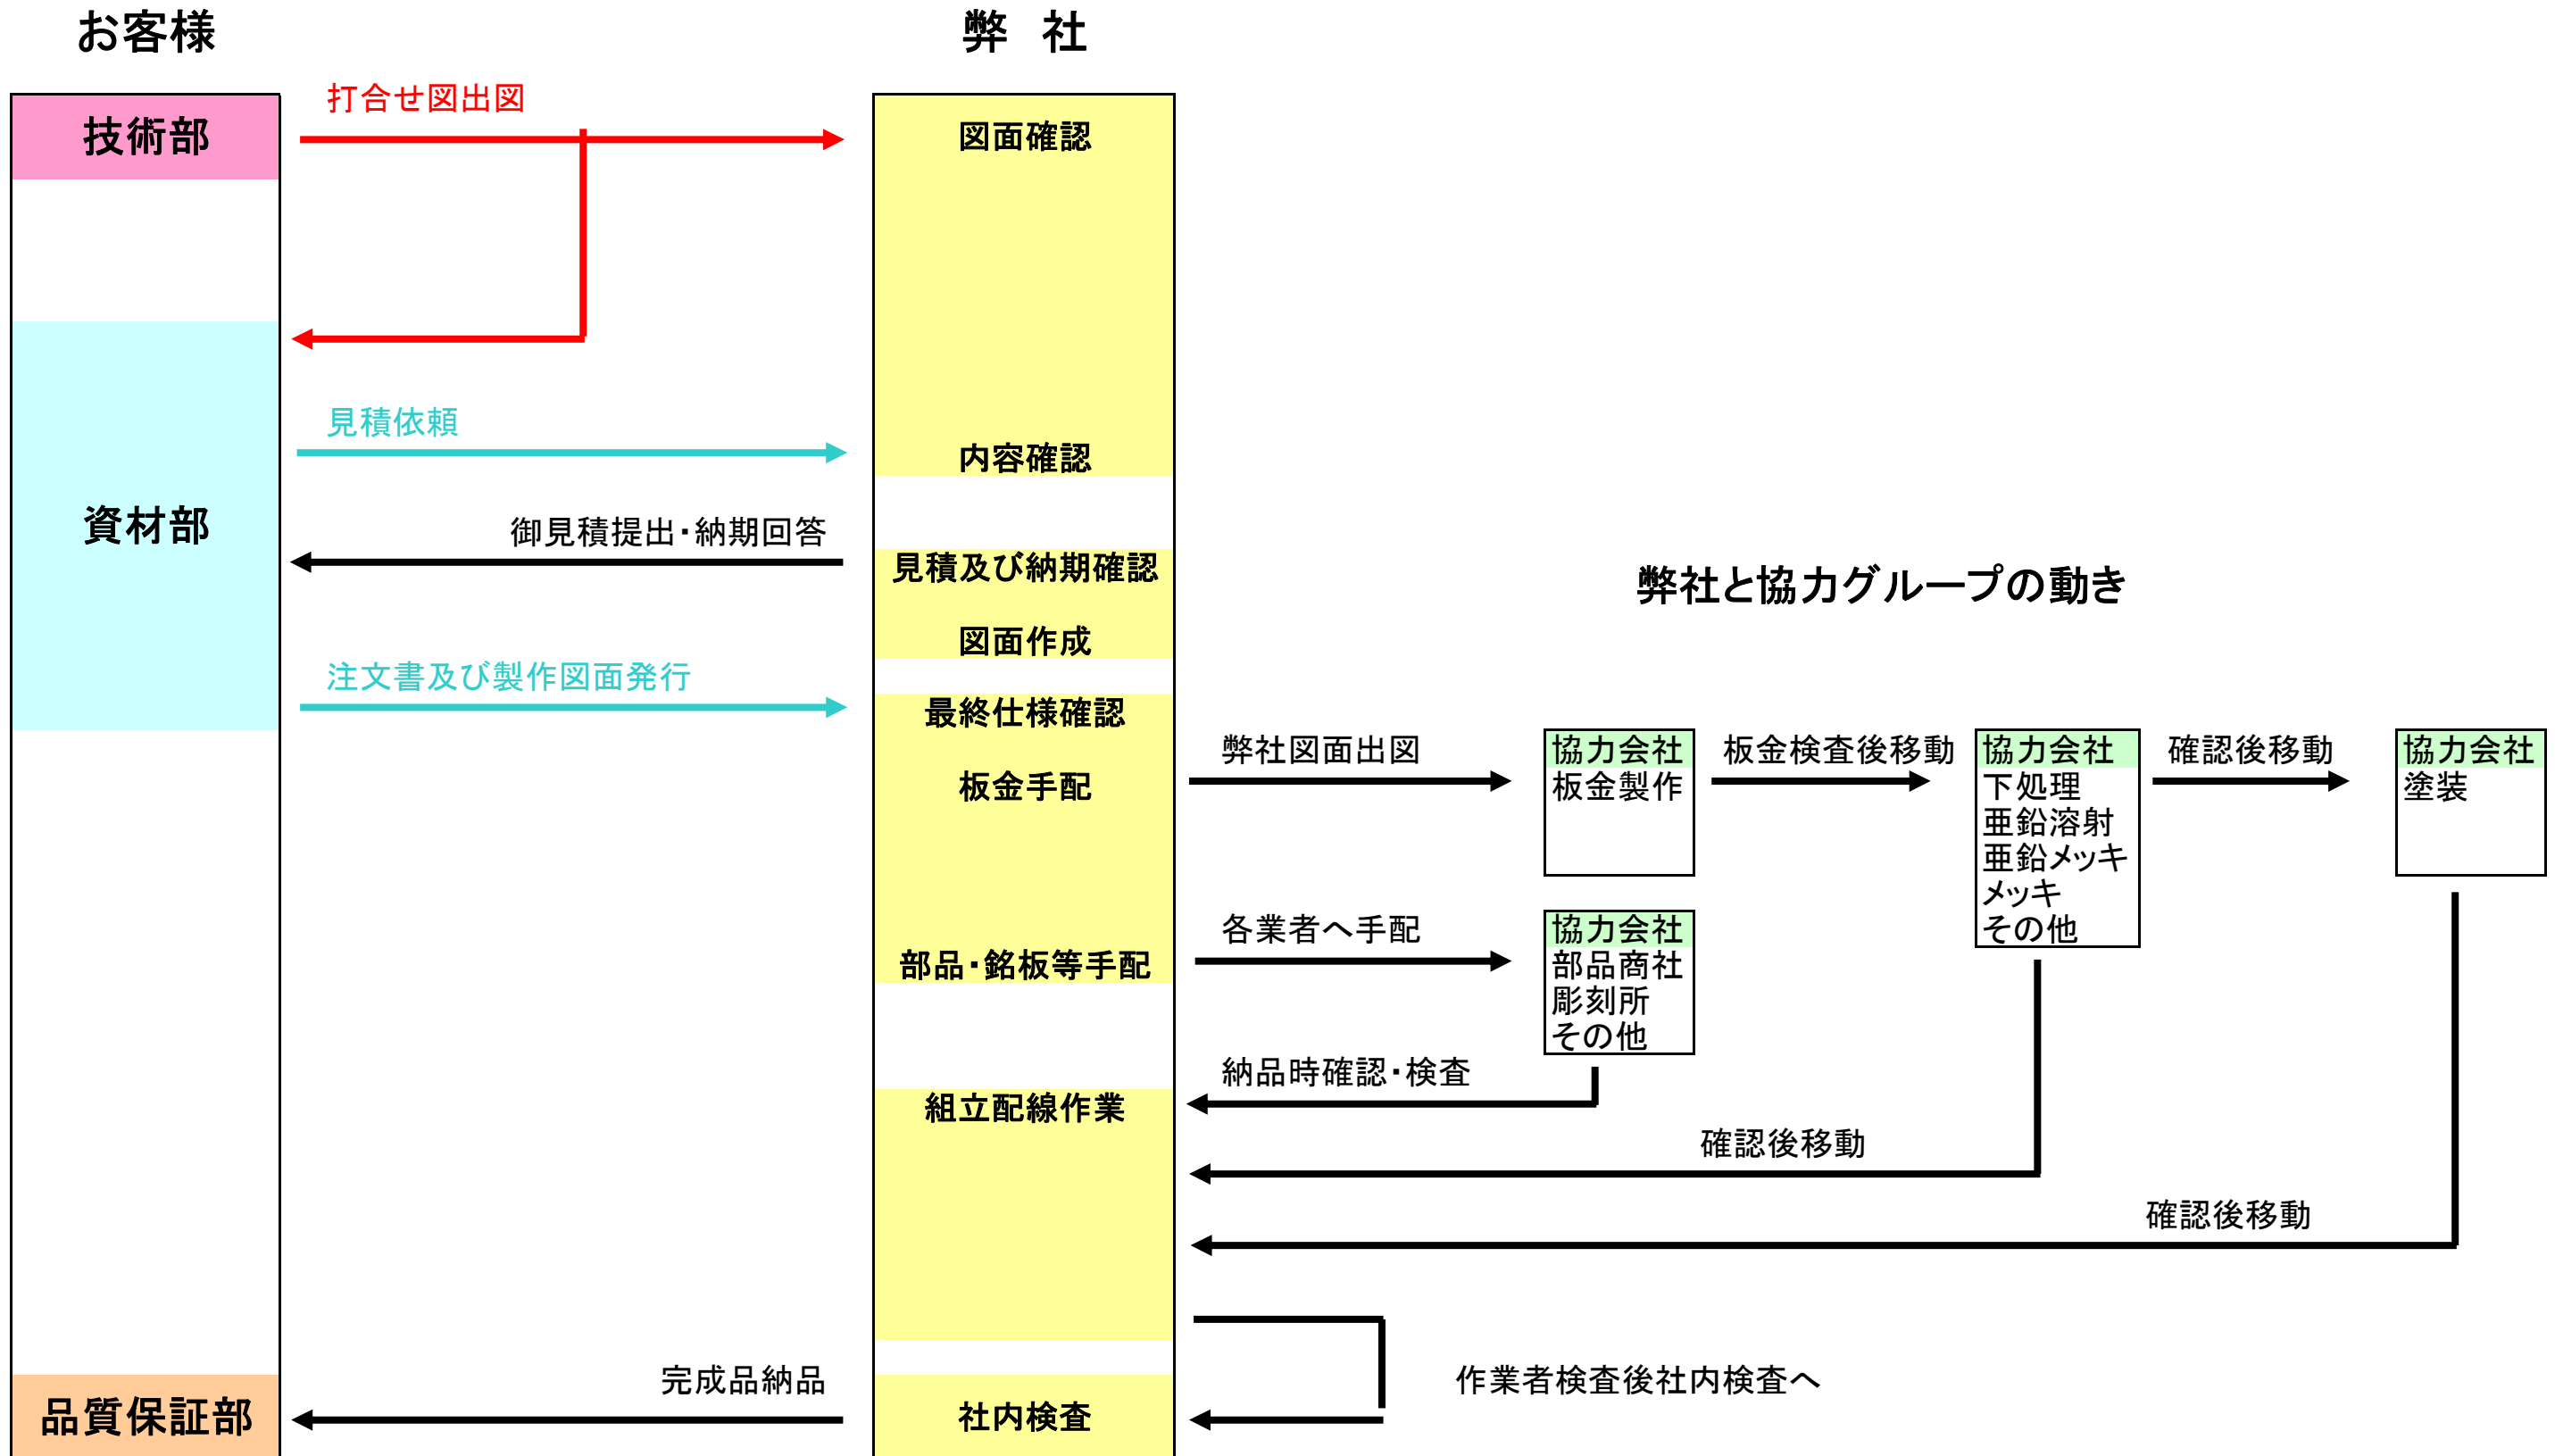 お客様
弊 社
技術部
打合せ図出図
図面確認
見積依頼
内容確認
資材部
御見積提出・納期回答
見積及び納期確認
図面作成
注文書及び製作図面発行
最終仕様確認
弊社と協力グループの動き
板金手配
弊社図面出図
協力会社
板金製作
板金検査後移動
協力会社
下処理
亜鉛溶射
亜鉛メッキ
メッキ
その他
確認後移動
協力会社
塗装
部品・銘板等手配
各業者へ手配
協力会社
部品商社
彫刻所
その他
納品時確認・検査
組立配線作業
確認後移動
確認後移動
作業者検査後社内検査へ
社内検査
完成品納品
品質保証部